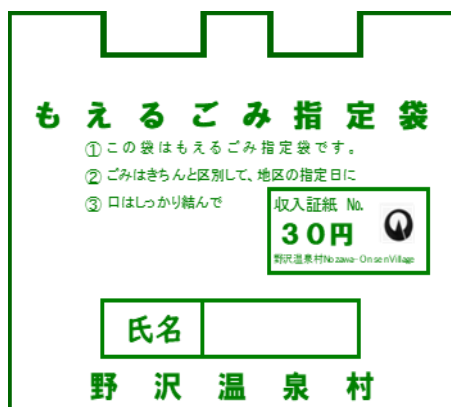 もえるごみ指定袋
①この袋はもえるごみ指定袋です。
②ごみはきちんと区別して、地区の指定日に
③口はしっかり結んで
収入証紙 No.
30円
野沢温泉村Nozawa-OnsenVillage
氏名
野沢温泉村